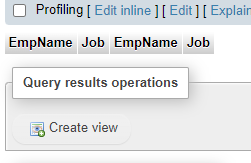 Profiling [ Edit inline ] [ Edit ] [ Explain
EmpName Job EmpName Job
Query results operations
Create view